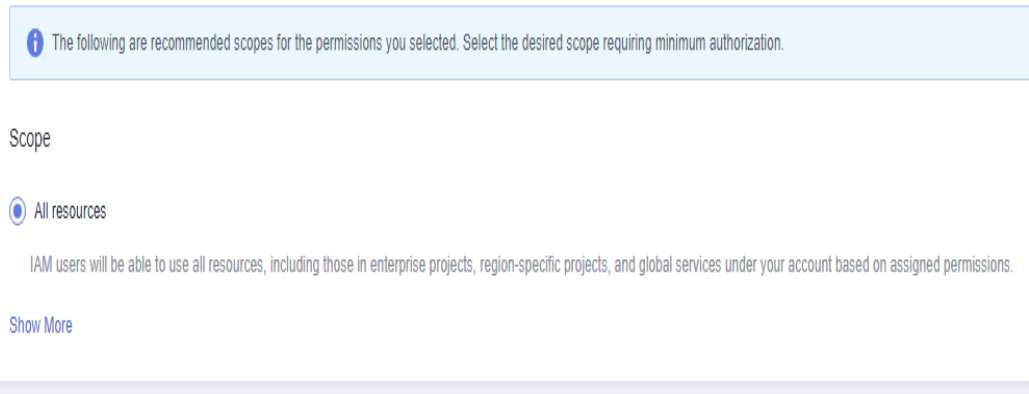 The following are recommended scopes for the permissions you selected. Select the desired scope requiring minimum authorization.
Scope
All resources
IAM users will be able to use all resources, including those in enterprise projects, region-specific projects, and global services under your account based on assigned permissions.
Show More